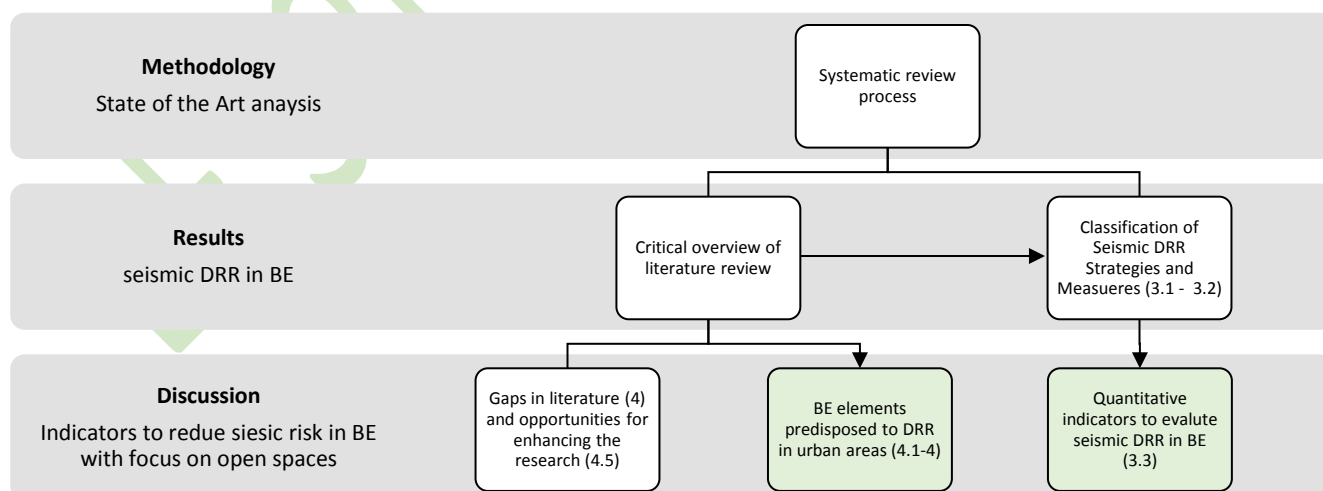 Methodology
State of the Art anaysis
Systematic review
process
Results
seismic DRR in BE
Critical overview of
literature review
Classification of
Seismic DRR
Strategies and
Measueres (3.1 - 3.2)
Discussion
Indicators to redue siesic risk in BE
with focus on open spaces
Gaps in literature (4)
and opportunities for
enhancing the
research (4.5)
BE elements
predisposed to DRR
in urban areas (4.1-4)
Quantitative
indicators to evalute
seismic DRR in BE
(3.3)